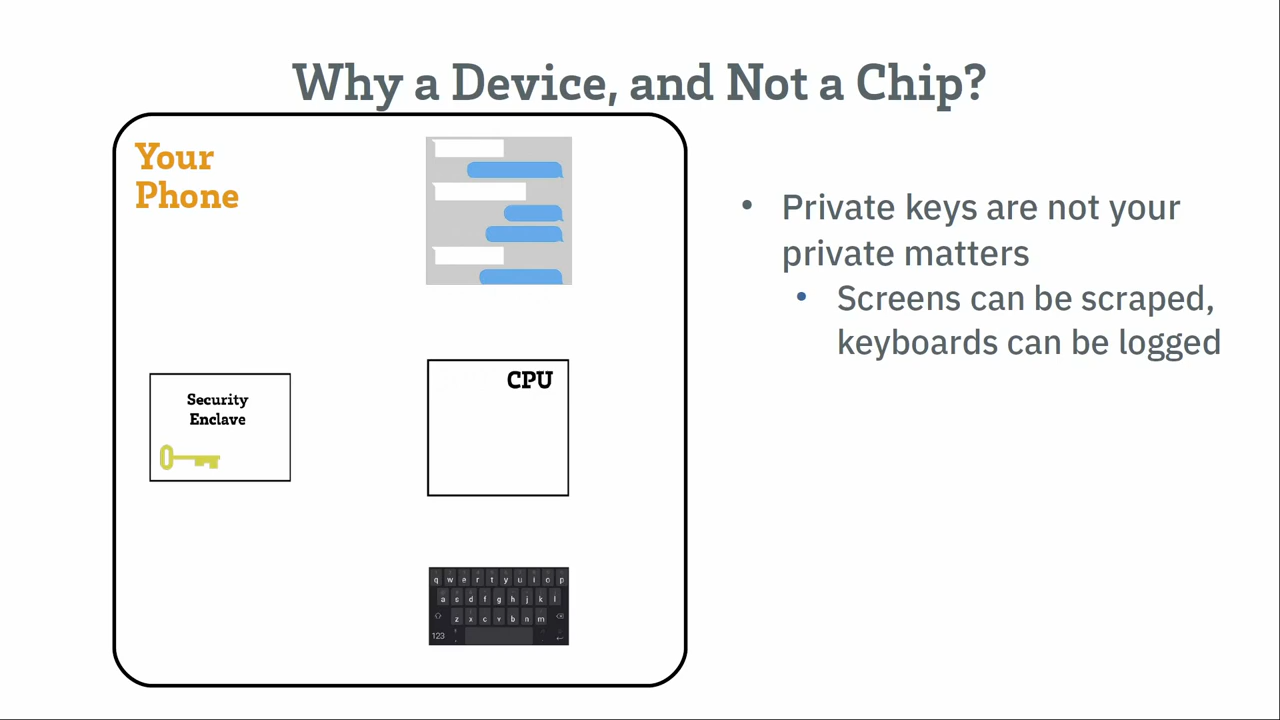 Why a Device, and Not a Chip?
Your
Phone
• Private keys are not your
private matters
• Screens can be scraped,
keyboards can be logged
Security
Enclave
CPU
q w e r t y u i o p
a s d f g h j k l
z x c v b n m
123